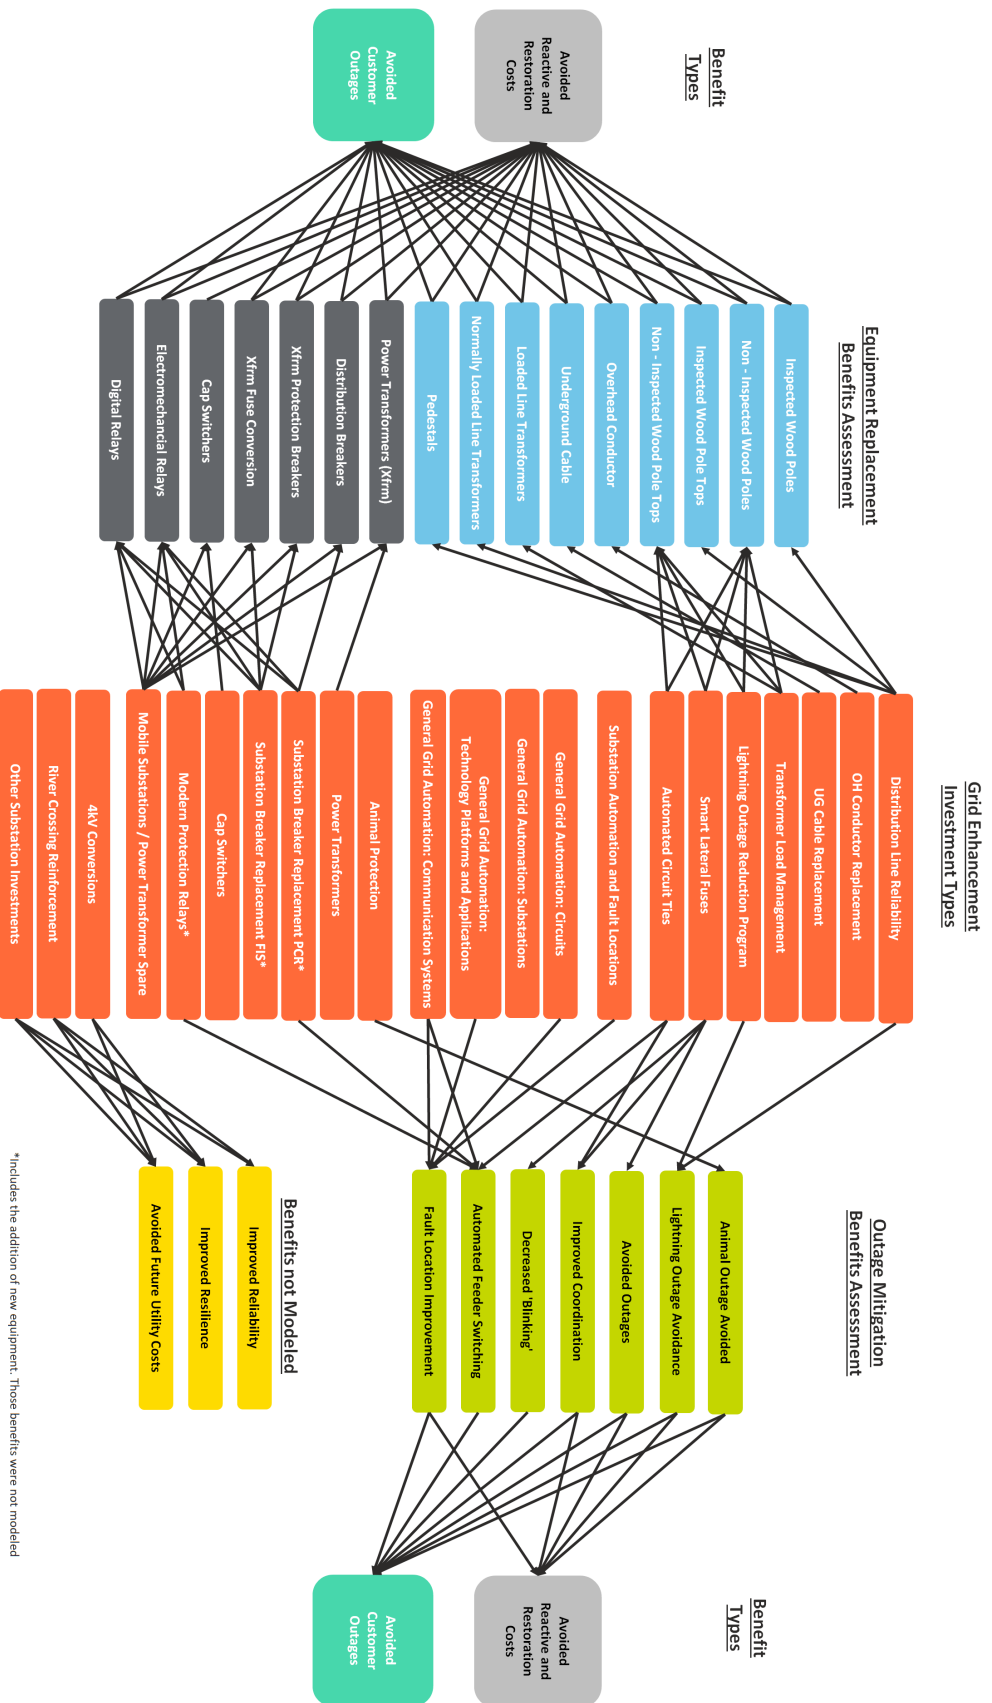 Benefit
Types
Avoided
Reactive and
Restoration
Costs
Avoided
Customer
Outages
Equipment Replacement
Benefits Assessment
Inspected Wood Poles
Non - Inspected Wood Poles
Inspected Wood Pole Tops
Non - Inspected Wood Pole Tops
Overhead Conductor
Underground Cable
Loaded Line Transformers
Normally Loaded Line Transformers
Pedestals
Power Transformers (Xfrm)
Distribution Breakers
Xfrm Protection Breakers
Xfrm Fuse Conversion
Cap Switchers
Electromechancial Relays
Digital Relays
Grid Enhancement
Investment Types
Distribution Line Reliability
OH Conductor Replacement
UG Cable Replacement
Transformer Load Management
Lightning Outage Reduction Program
Smart Lateral Fuses
Automated Circuit Ties
Substation Automation and Fault Locations
General Grid Automation: Circuits
General Grid Automation: Substations
General Grid Automation:
Technology Platforms and Applications
General Grid Automation: Communication Systems
Animal Protection
Power Transformers
Substation Breaker Replacement PCR*
Substation Breaker Replacement FIS*
Cap Switchers
Modern Protection Relays*
Mobile Substations / Power Transformer Spare
4kV Conversions
River Crossing Reinforcement
Other Substation Investments
Outage Mitigation
Benefits Assessment
Animal Outage Avoided
Lightning Outage Avoidance
Avoided Outages
Improved Coordination
Decreased 'Blinking'
Automated Feeder Switching
Fault Location Improvement
Benefits not Modeled
Improved Reliability
Improved Resilience
Avoided Future Utility Costs
Benefit
Types
Avoided
Reactive and
Restoration
Costs
Avoided
Customer
Outages
*Includes the addition of new equipment. Those benefits were not modeled